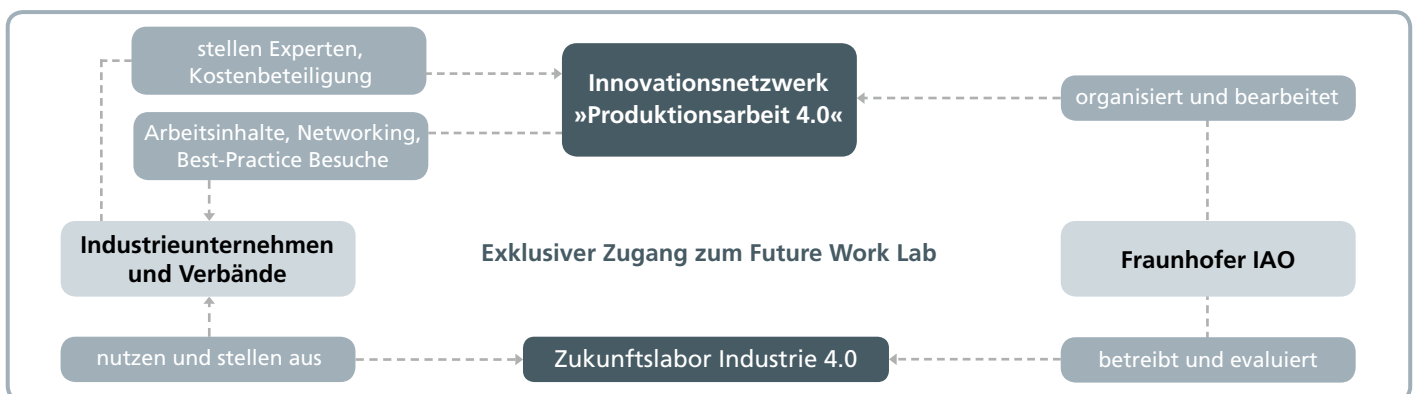 stellen Experten,
Kostenbeteiligung
Innovationsnetzwerk
»Produktionsarbeit 4.0«
organisiert und bearbeitet
Arbeitsinhalte, Networking,
Best-Practice Besuche
Industrieunternehmen
und Verbände
Exklusiver Zugang zum Future Work Lab
Fraunhofer IAO
nutzen und stellen aus
Zukunftslabor Industrie 4.0
betreibt und evaluiert